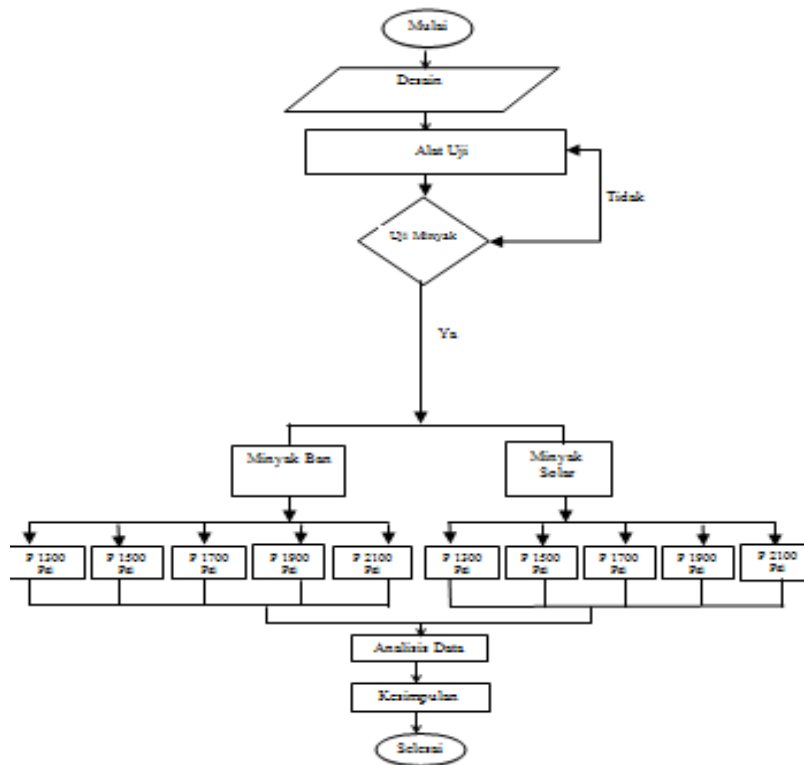 Mulai
Desain
Alat Uji
Tidak
Uji Minyak
Ya
Minyak Ban
Minyak
Solar
P 1300
Psi
P 1500
Psi
P 1700
Psi
P 1900
Psi
P 2100
Psi
P 1300
Psi
P 1500
Psi
P 1700
Psi
P 1900
Psi
P 2100
Psi
Analisis Data
Kesimpulan
Selesai